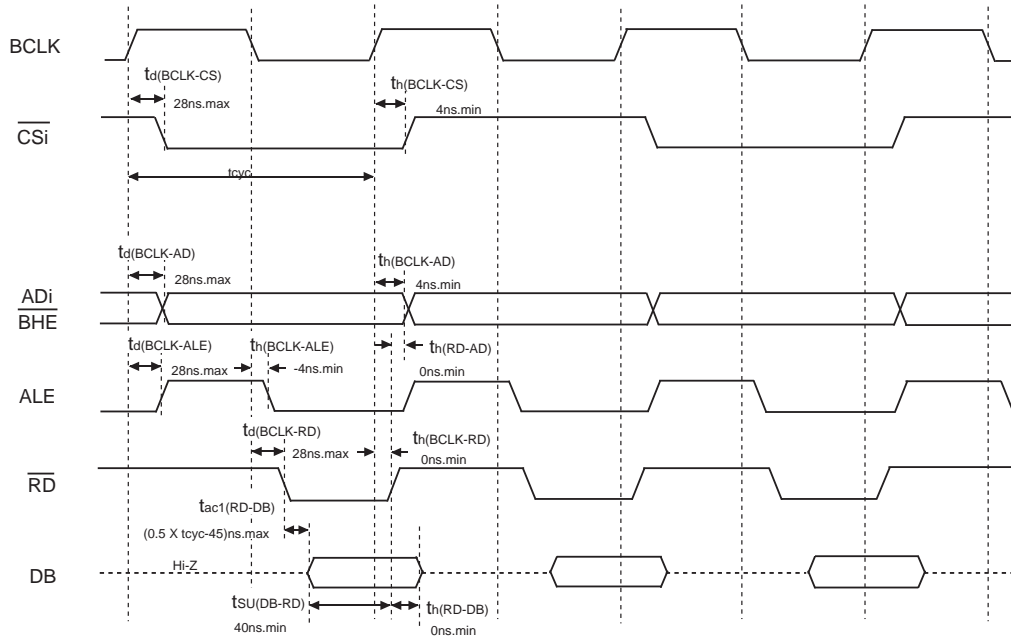 BCLK
td(BCLK-CS)
28ns.max
th(BCLK-CS)
4ns.min
CSi
tcyc
td(BCLK-AD)
28ns.max
th(BCLK-AD)
4ns.min
ADi
BHE
td(BCLK-ALE)
28ns.max
th(BCLK-ALE)
-4ns.min
th(RD-AD)
0ns.min
ALE
td(BCLK-RD)
28ns.max
th(BCLK-RD)
0ns.min
RD
tac1(RD-DB)
(0.5 X tcyc-45)ns.max
Hi-Z
DB
tSU(DB-RD)
40ns.min
th(RD-DB)
0ns.min